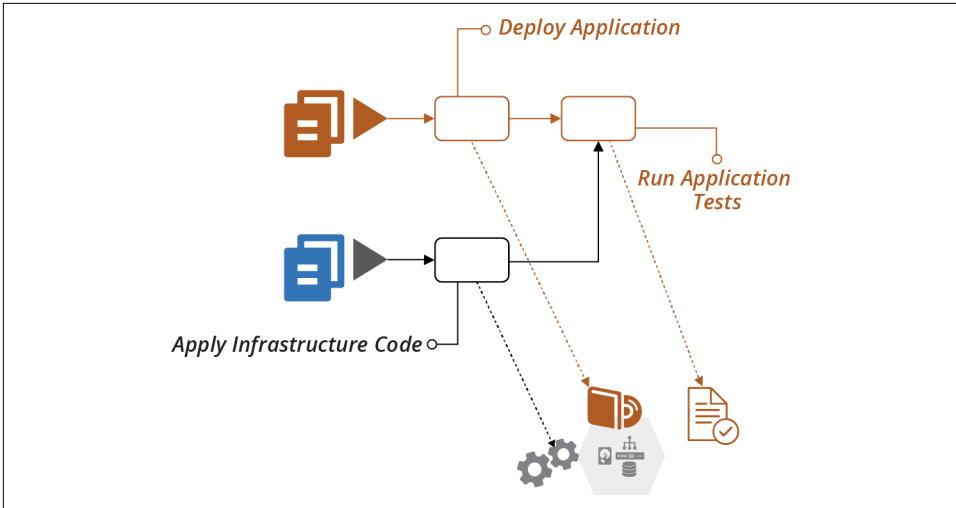 Deploy Application
Run Application
Tests
Apply Infrastructure Code